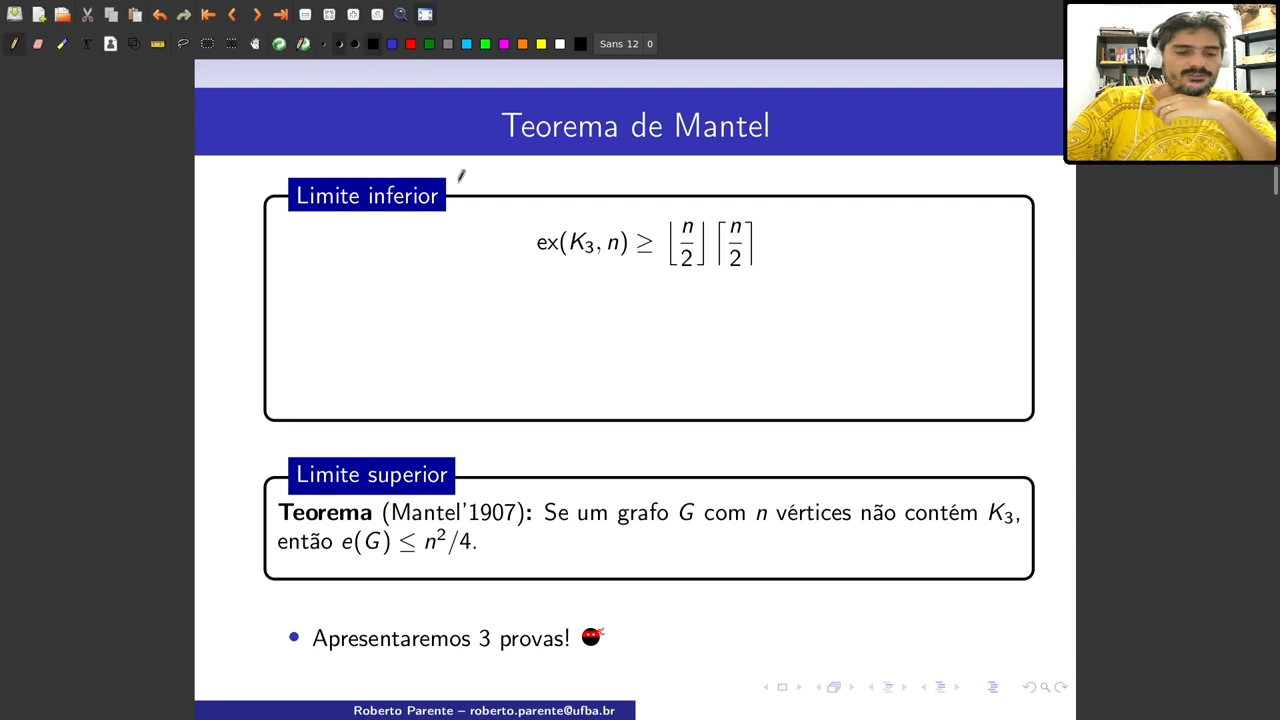 Sans 12 0
Teorema de Mantel
Limite inferior
ex(K₃, n) ≥ ⌊n/2⌋ ⌈n/2⌉
Limite superior
Teorema (Mantel'1907): Se um grafo G com n vértices não contém K₃,
então e(G) ≤ n²/4.
• Apresentaremos 3 provas!
Roberto Parente – roberto.parente@ufba.br